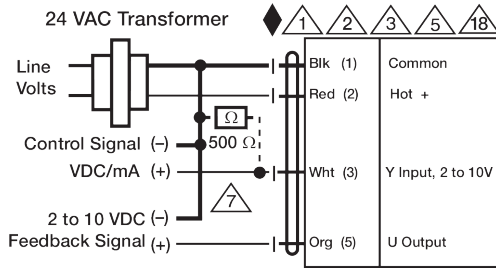 24 VAC Transformer
1 2 3 5 18
Line
Volts
Blk (1) Common
Red (2) Hot +
Ω
500 Ω
Control Signal (–)
VDC/mA (+)
Wht (3) Y Input, 2 to 10V
7
2 to 10 VDC (–)
Feedback Signal (+)
Org (5) U Output